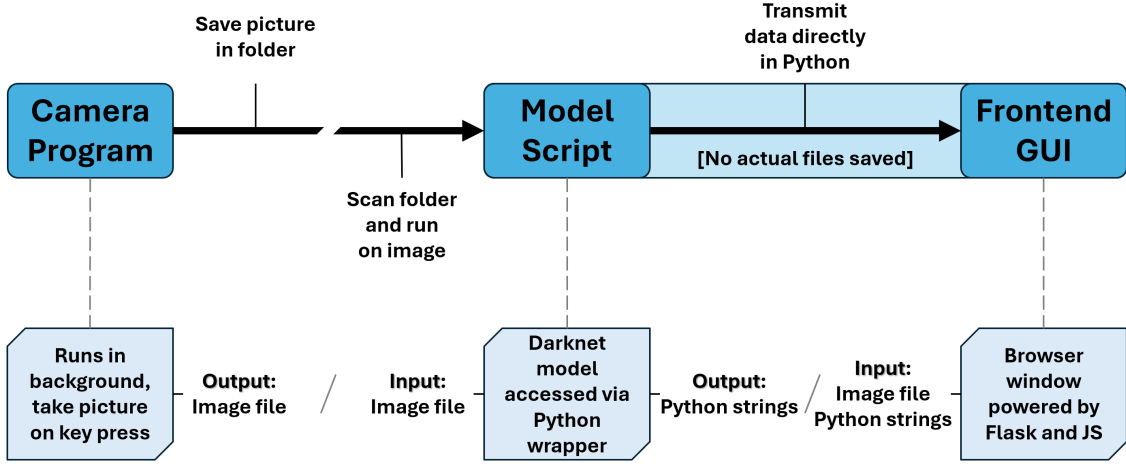 Save picture
in folder
Transmit
data directly
in Python
Camera
Program
Model
Script
[No actual files saved]
Frontend
GUI
Scan folder
and run
on image
Runs in
background,
take picture
on key press
Output:
Image file
/
Input:
Image file
Darknet
model
accessed via
Python
wrapper
Output:
Python strings
/
Input:
Image file
Python strings
Browser
window
powered by
Flask and JS